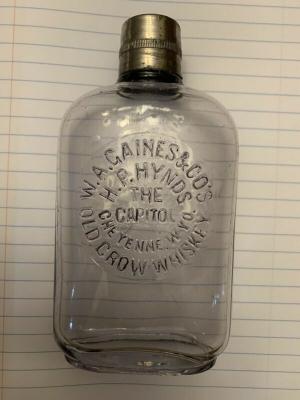 W.A. GAINES & CO'S
H.P. HYNDS
THE
CAPITOL
CHEYENNE, WYO.
OLD CROW WHISKEY